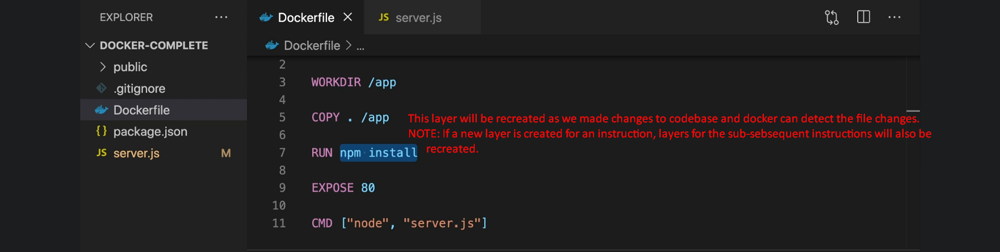 EXPLORER ...
Dockerfile
JS server.js
DOCKER-COMPLETE
Dockerfile > ...
public
.gitignore
Dockerfile
{} package.json
JS server.js M
2
3 WORKDIR /app
4
5 COPY . /app
This layer will be recreated as we made changes to codebase and docker can detect the file changes.
6
NOTE: If a new layer is created for an instruction, layers for the sub-sebsequent instructions will also be
recreated.
7 RUN npm install
8
9 EXPOSE 80
10
11 CMD ["node", "server.js"]